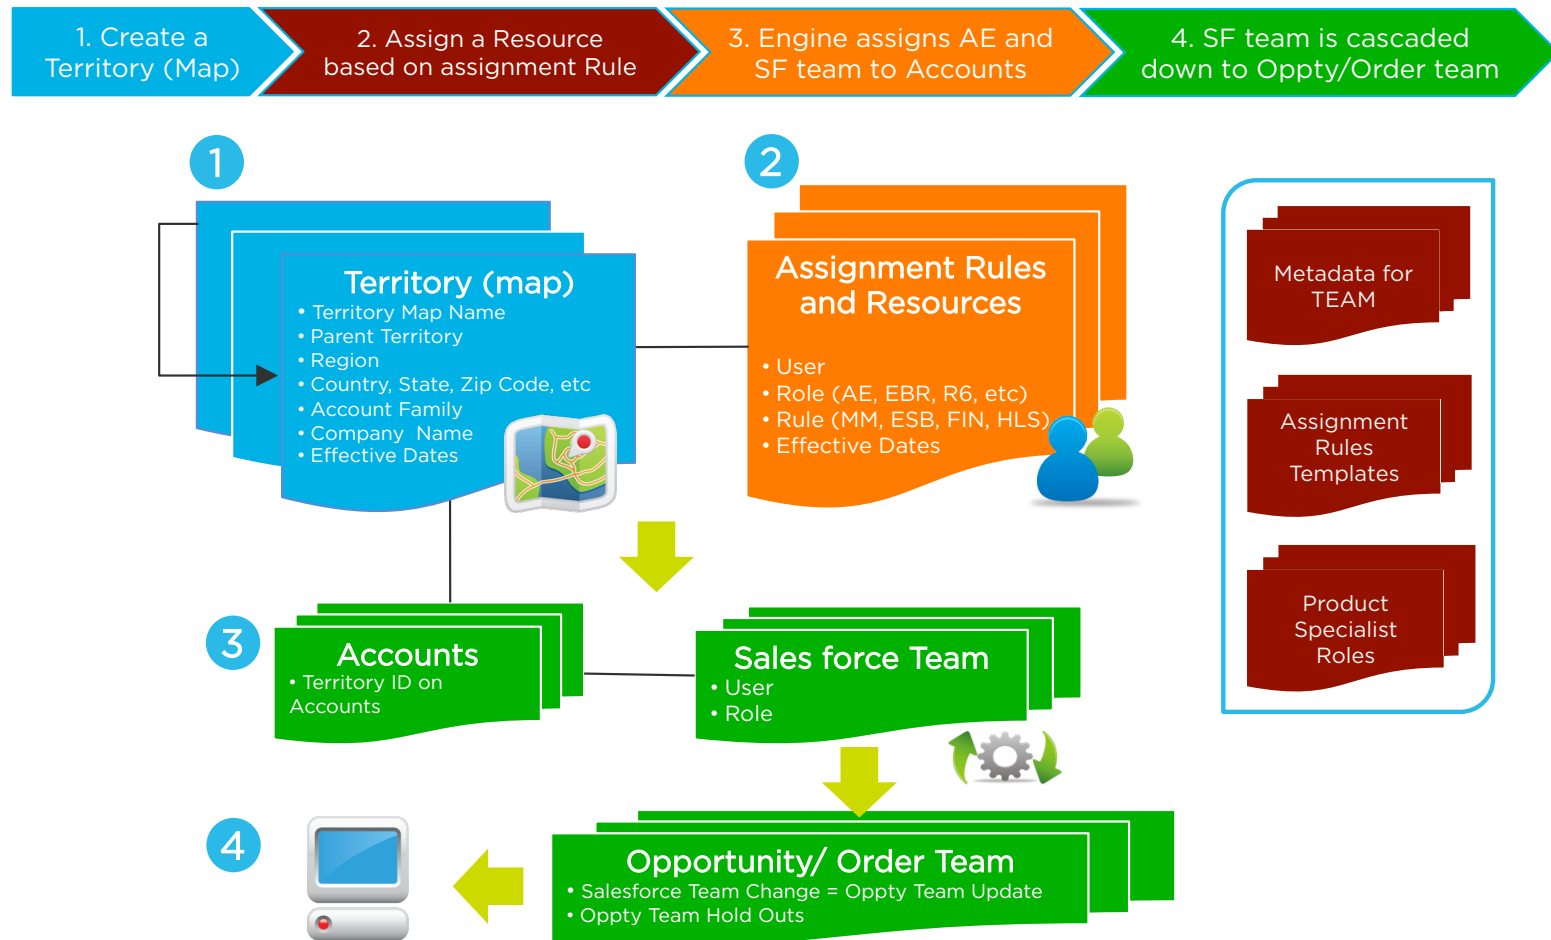 1. Create a
Territory (Map)
2. Assign a Resource
based on assignment Rule
3. Engine assigns AE and
SF team to Accounts
4. SF team is cascaded
down to Oppty/Order team
1
2
Territory (map)
• Territory Map Name
• Parent Territory
• Region
• Country, State, Zip Code, etc
• Account Family
• Company  Name
• Effective Dates
Assignment Rules
and Resources
• User
• Role (AE, EBR, R6, etc)
• Rule (MM, ESB, FIN, HLS)
• Effective Dates
Metadata for
TEAM
Assignment
Rules
Templates
Product
Specialist
Roles
3
Accounts
• Territory ID on
Accounts
Sales force Team
• User
• Role
4
Opportunity/ Order Team
• Salesforce Team Change = Oppty Team Update
• Oppty Team Hold Outs